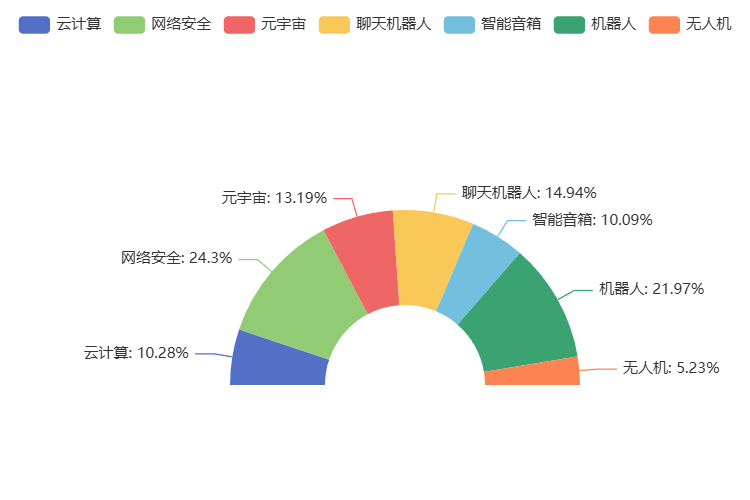 云计算 网络安全 元宇宙 聊天机器人 智能音箱 机器人 无人机
聊天机器人: 14.94%
元宇宙: 13.19%
智能音箱: 10.09%
网络安全: 24.3%
机器人: 21.97%
云计算: 10.28%
无人机: 5.23%